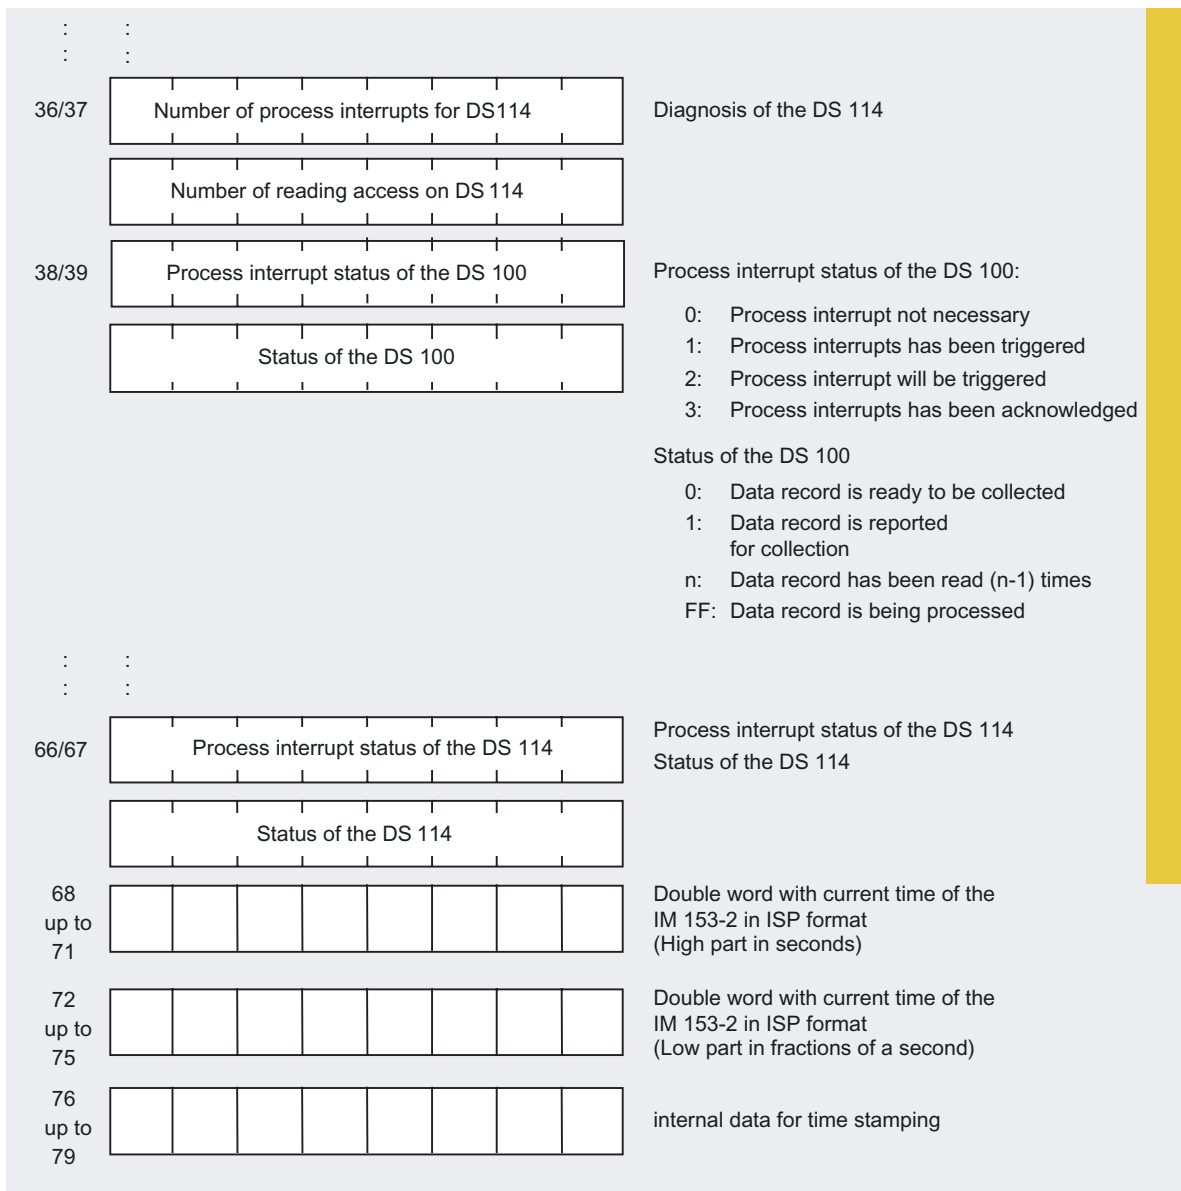 : :
: :
36/37 Number of process interrupts for DS114 Diagnosis of the DS 114
Number of reading access on DS 114
38/39 Process interrupt status of the DS 100 Process interrupt status of the DS 100:
0: Process interrupt not necessary
Status of the DS 100 1: Process interrupts has been triggered
2: Process interrupt will be triggered
3: Process interrupts has been acknowledged
Status of the DS 100
0: Data record is ready to be collected
1: Data record is reported
for collection
n: Data record has been read (n-1) times
FF: Data record is being processed
: :
: :
66/67 Process interrupt status of the DS 114 Process interrupt status of the DS 114
Status of the DS 114
Status of the DS 114
68
up to
71
Double word with current time of the
IM 153-2 in ISP format
(High part in seconds)
72
up to
75
Double word with current time of the
IM 153-2 in ISP format
(Low part in fractions of a second)
76
up to
79
internal data for time stamping